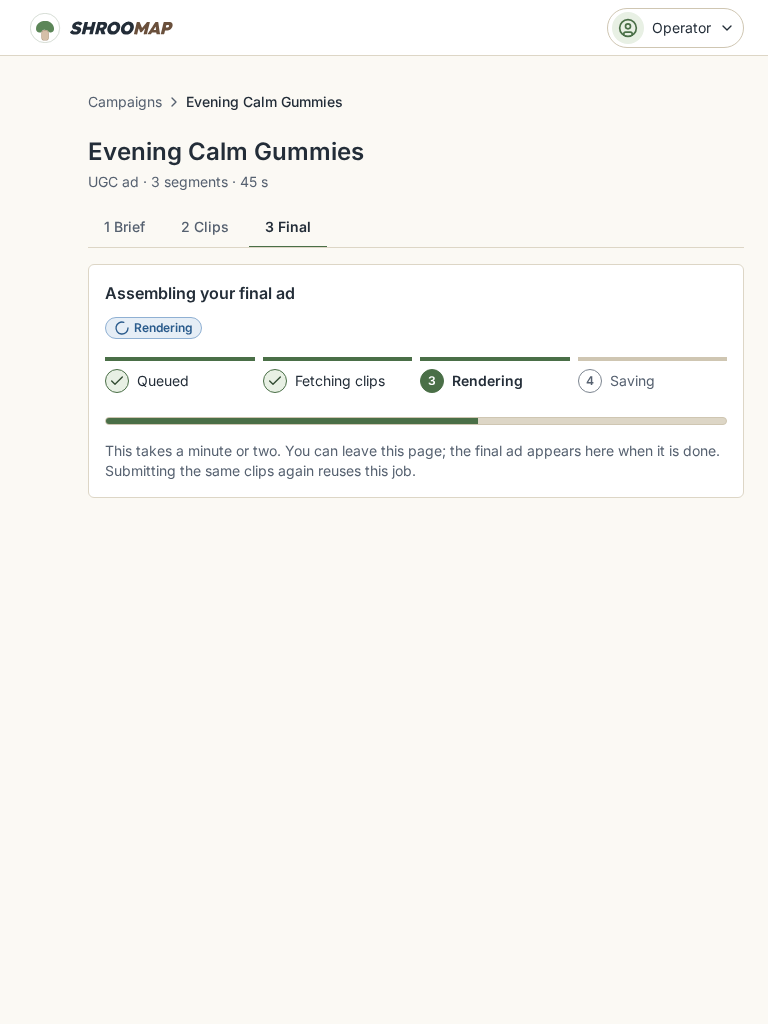 SHROOMAP
Operator
Campaigns > Evening Calm Gummies
Evening Calm Gummies
UGC ad · 3 segments · 45 s
1 Brief
2 Clips
3 Final
Assembling your final ad
Rendering
Queued
Fetching clips
3 Rendering
4 Saving
This takes a minute or two. You can leave this page; the final ad appears here when it is done.
Submitting the same clips again reuses this job.